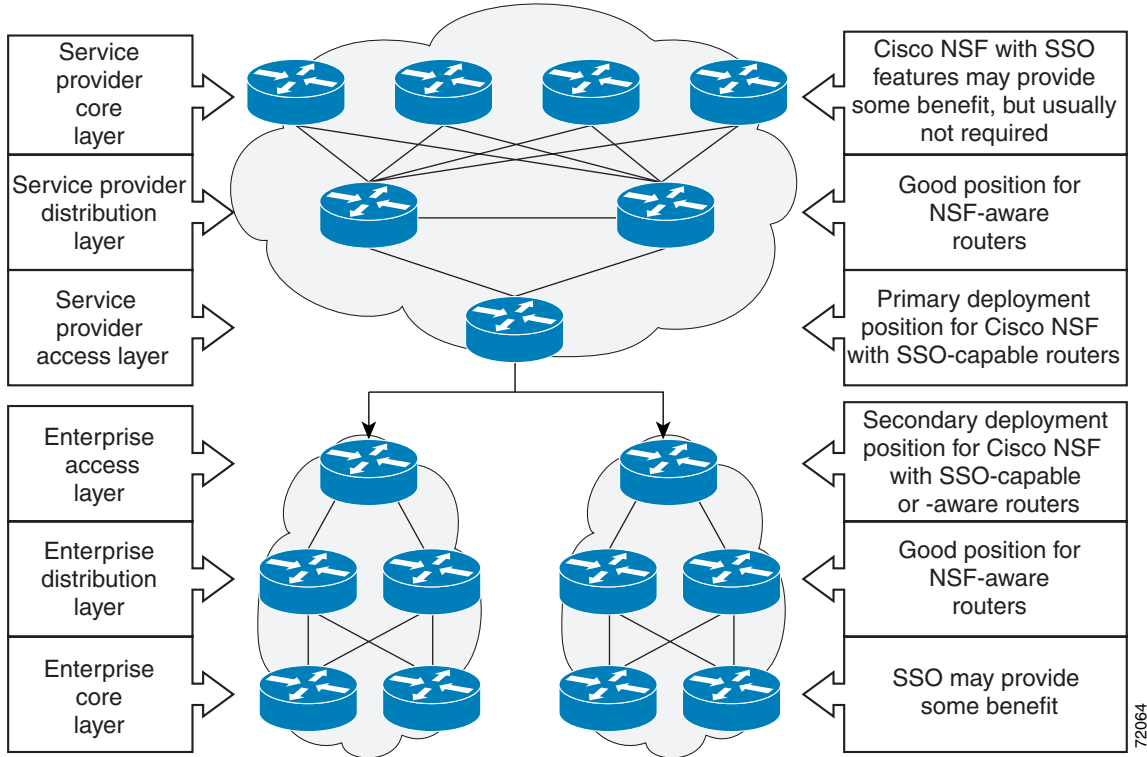 Service
provider
core
layer
Cisco NSF with SSO
features may provide
some benefit, but usually
not required
Service provider
distribution
layer
Good position for
NSF-aware
routers
Service
provider
access layer
Primary deployment
position for Cisco NSF
with SSO-capable routers
Enterprise
access
layer
Secondary deployment
position for Cisco NSF
with SSO-capable
or -aware routers
Enterprise
distribution
layer
Good position for
NSF-aware
routers
Enterprise
core
layer
SSO may provide
some benefit
72064